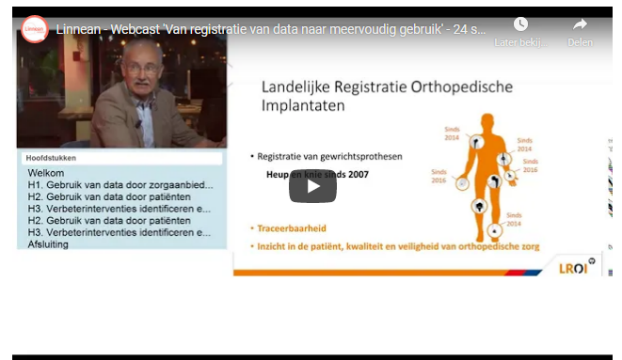 Linnean
Linnean - Webcast 'Van registratie van data naar meervoudig gebruik' - 24 s...
Later bekij...
Delen
Landelijke Registratie Orthopedische
Implantaten
Hoofdstukken
Welkom
H1. Gebruik van data door zorgaanbied...
H2. Gebruik van data door patiënten
H3. Verbeterinterventies identificeren e...
H2. Gebruik van data door patiënten
H3. Verbeterinterventies identificeren e...
Afsluiting
• Registratie van gewrichtsprothesen
Heup en knie sinds 2007
• Traceerbaarheid
• Inzicht in de patiënt, kwaliteit en veiligheid van orthopedische zorg
Sinds
2014
Sinds
2014
Sinds
2016
Sinds
2016
Sinds
2014
LROI